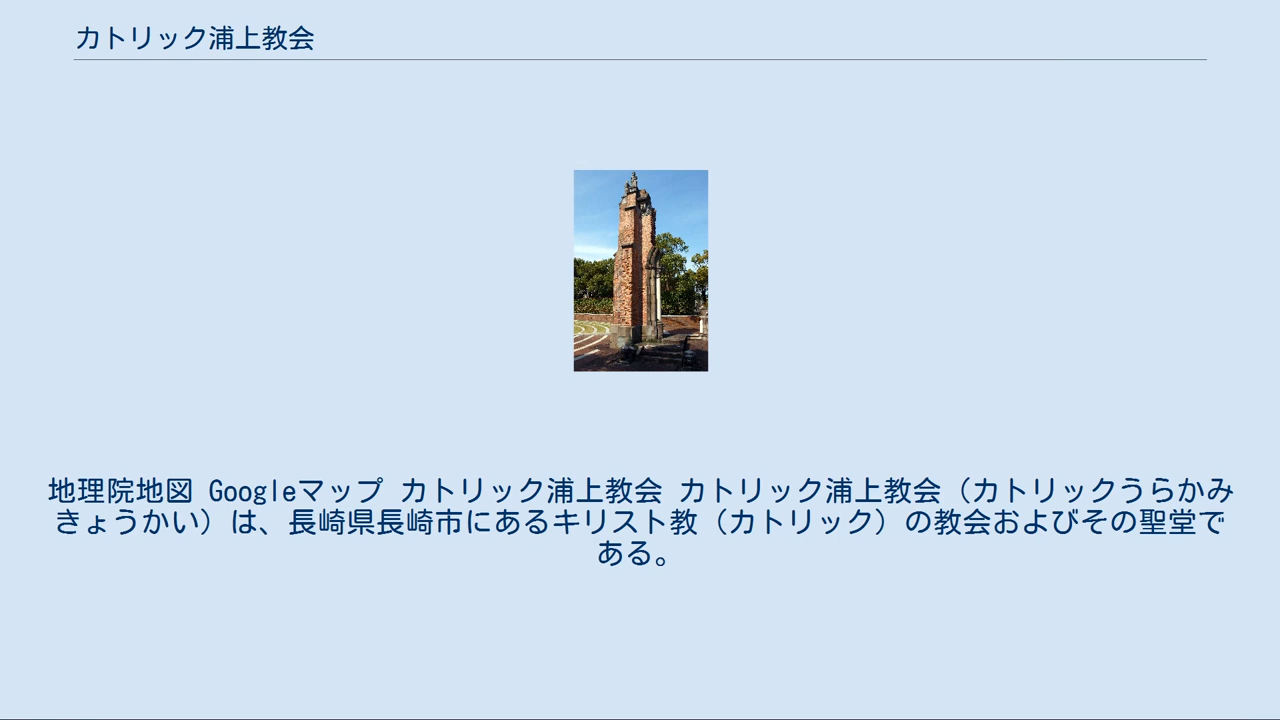 カトリック浦上教会
地理院地図 Googleマップ カトリック浦上教会 カトリック浦上教会（カトリックうらかみ
きょうかい）は、長崎県長崎市にあるキリスト教（カトリック）の教会およびその聖堂で
ある。